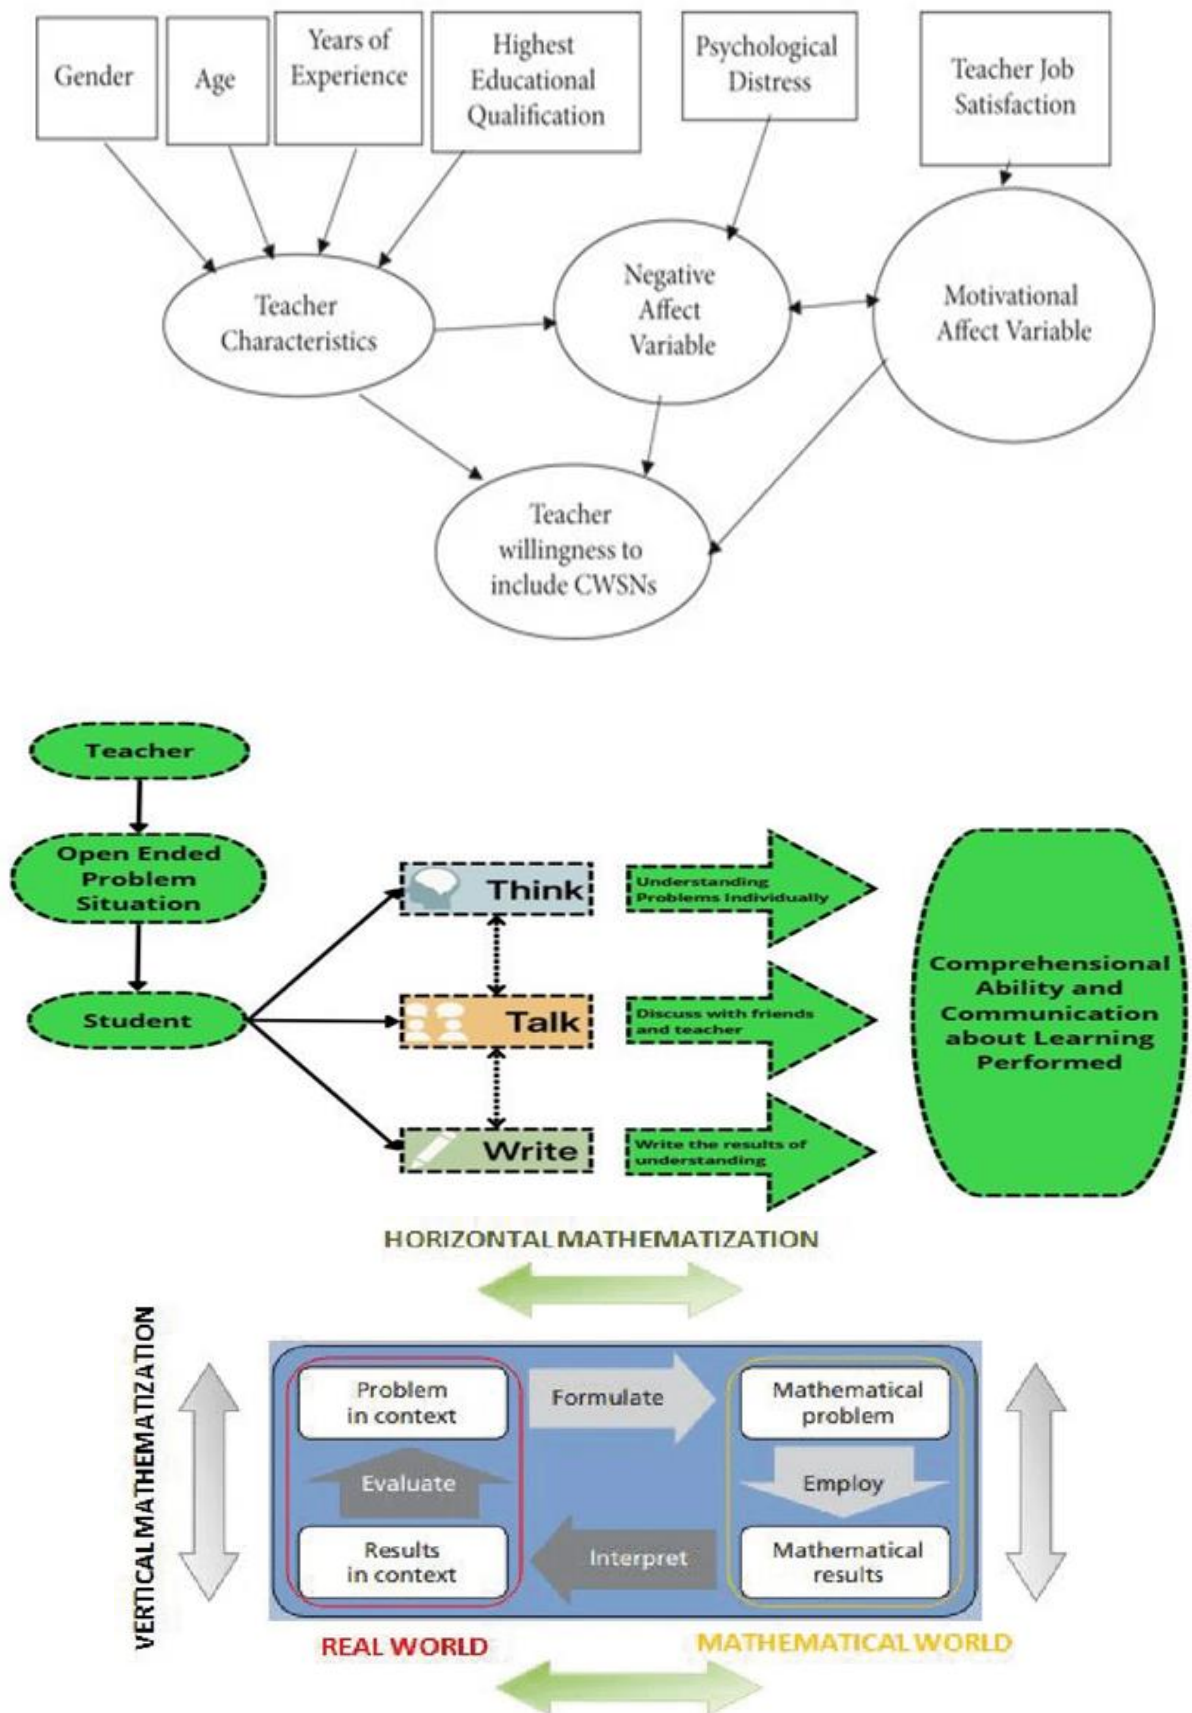 Gender
Age
Years of
Experience
Highest
Educational
Qualification
Psychological
Distress
Teacher Job
Satisfaction
Teacher
Characteristics
Negative
Affect
Variable
Motivational
Affect Variable
Teacher
willingness to
include CWSNs
Teacher
Open Ended
Problem
Situation
Student
Think
Talk
Write
Understanding
Problems Individually
Discuss with friends
and teacher
Write the results of
understanding
Comprehensional
Ability and
Communication
about Learning
Performed
HORIZONTAL MATHEMATIZATION
VERTICAL MATHEMATIZATION
Problem
in context
Formulate
Mathematical
problem
Evaluate
Employ
Results
in context
Interpret
Mathematical
results
REAL WORLD
MATHEMATICAL WORLD